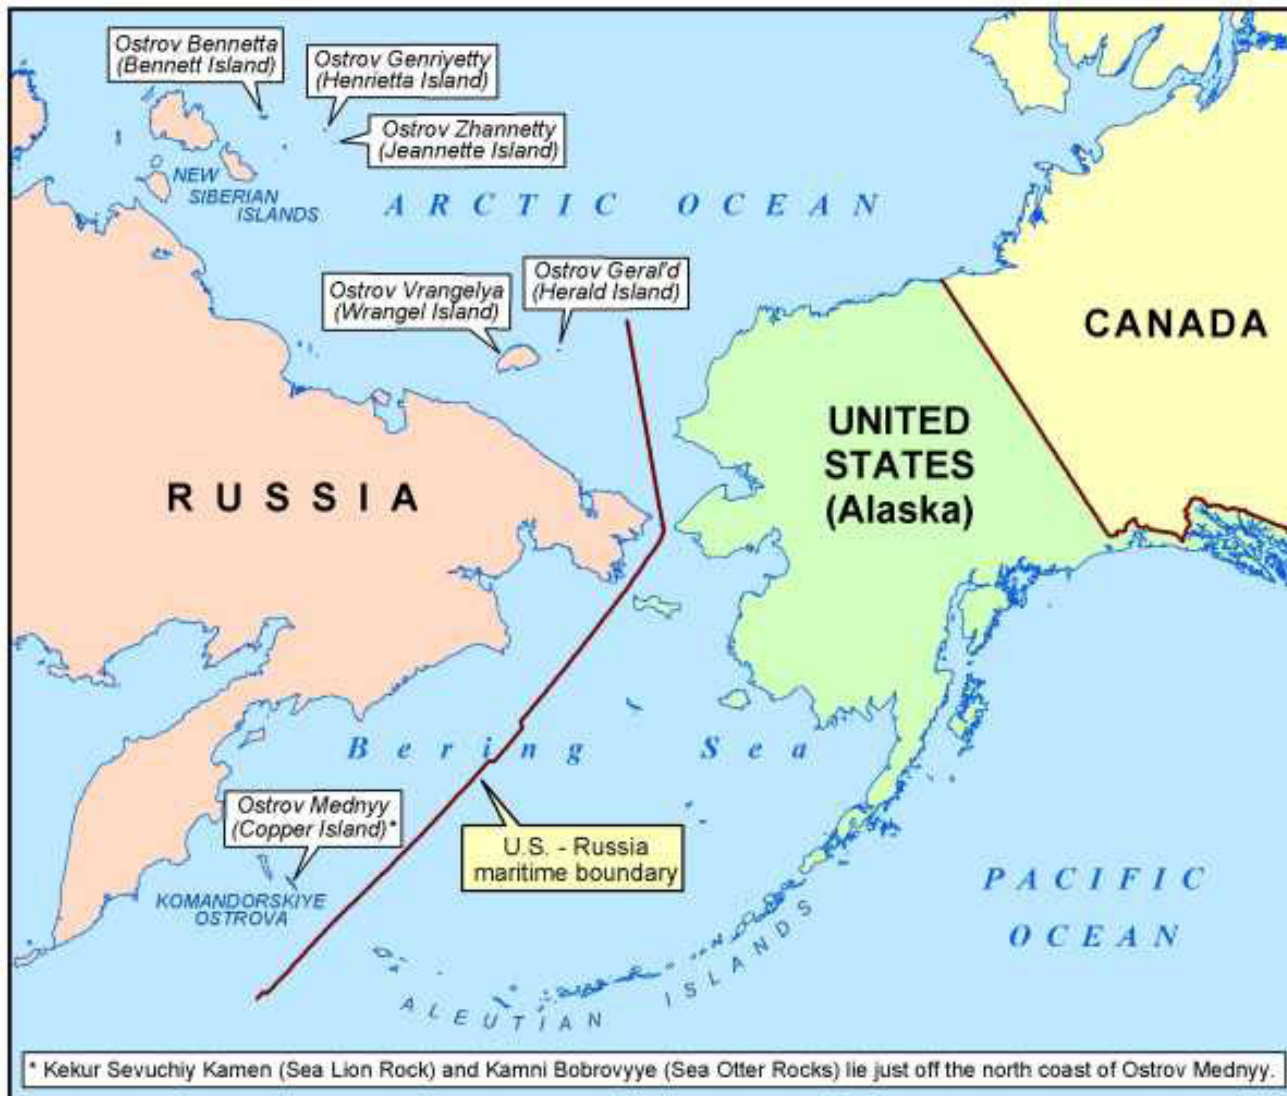 Ostrov Bennetta
(Bennett Island)
Ostrov Genriyetty
(Henrietta Island)
Ostrov Zhannetty
(Jeannette Island)
NEW
SIBERIAN
ISLANDS
ARCTIC OCEAN
Ostrov Geral'd
(Herald Island)
Ostrov Vrangelya
(Wrangel Island)
CANADA
UNITED
STATES
(Alaska)
RUSSIA
Bering Sea
Ostrov Mednyy
(Copper Island)*
U.S. - Russia
maritime boundary
KOMANDORSKIYE
OSTROVA
PACIFIC
OCEAN
ALEUTIAN ISLANDS
* Kekur Sevuchiy Kamen (Sea Lion Rock) and Kamni Bobrovyye (Sea Otter Rocks) lie just off the north coast of Ostrov Mednyy.